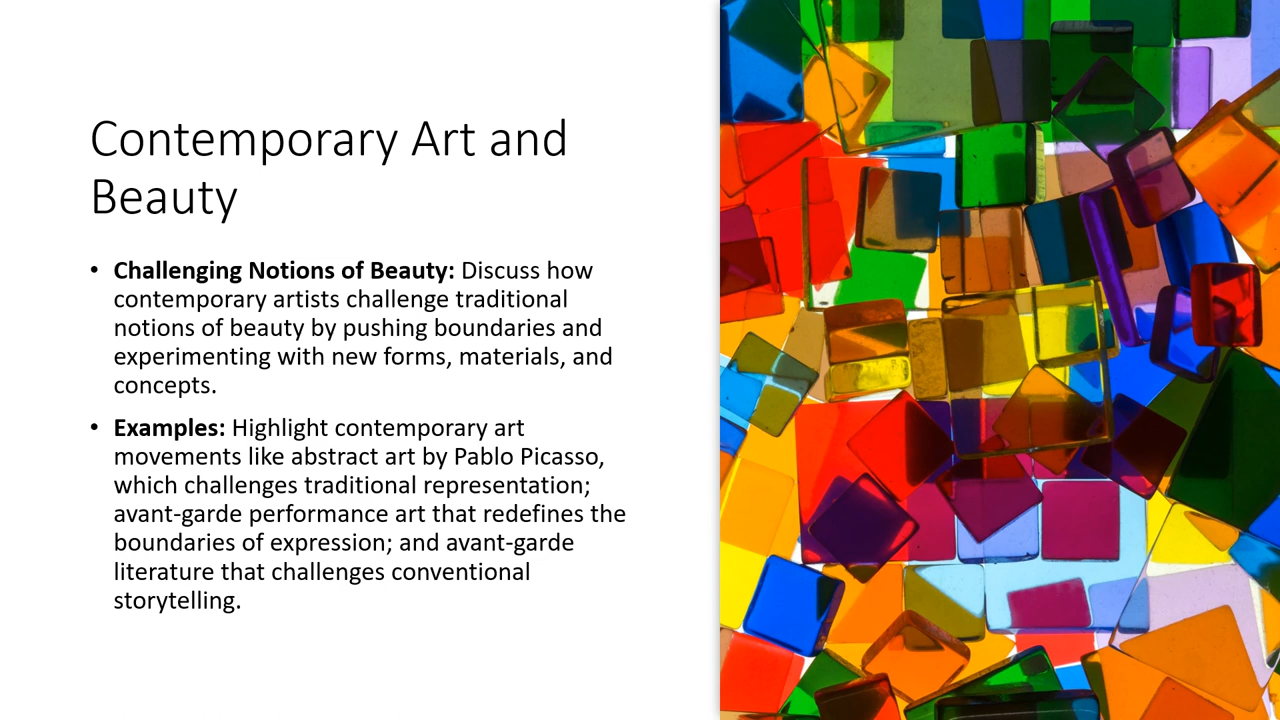 Contemporary Art and
Beauty
• Challenging Notions of Beauty: Discuss how
contemporary artists challenge traditional
notions of beauty by pushing boundaries and
experimenting with new forms, materials, and
concepts.
• Examples: Highlight contemporary art
movements like abstract art by Pablo Picasso,
which challenges traditional representation;
avant-garde performance art that redefines the
boundaries of expression; and avant-garde
literature that challenges conventional
storytelling.